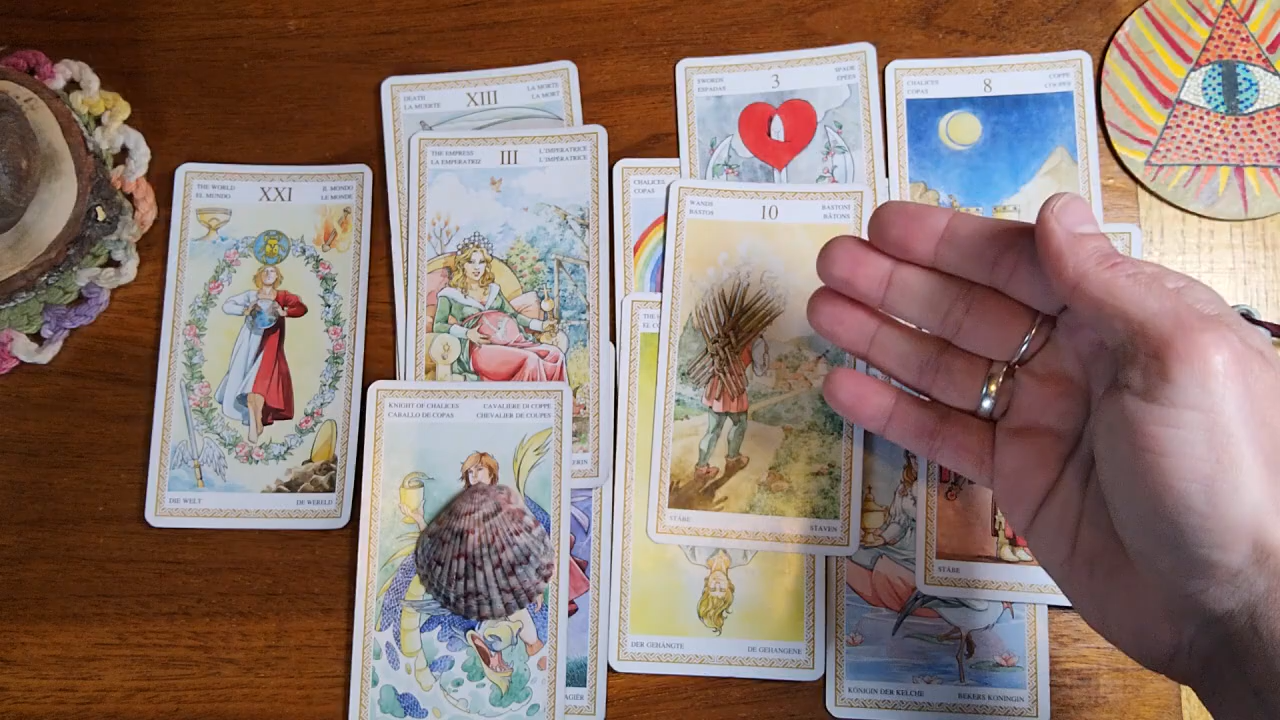 DEATH
LA MUERTE
XIII
LA MORTE
LA MORT
THE EMPRESS
LA EMPERATRIZ
III
L'IMPERATRICE
L'IMPÉRATRICE
THE WORLD
EL MUNDO
XXI
IL MONDO
LE MONDE
DIE WELT
DE WERELD
KNIGHT OF CHALICES
CABALLO DE COPAS
CAVALIERE DI COPPE
CHEVALIER DE COUPES
SWORDS
ESPADAS
3
SPADE
ÉPÉES
CHALICES
COPAS
8
COPPE
COUPES
CHALICES
COPAS
WANDS
BASTOS
10
BASTONI
BÂTONS
STÄBE
STAVEN
DER GEHÄNGTE
DE GEHANGENE
STÄBE
KÖNIGIN DER KELCHE
BEKERS KONINGIN